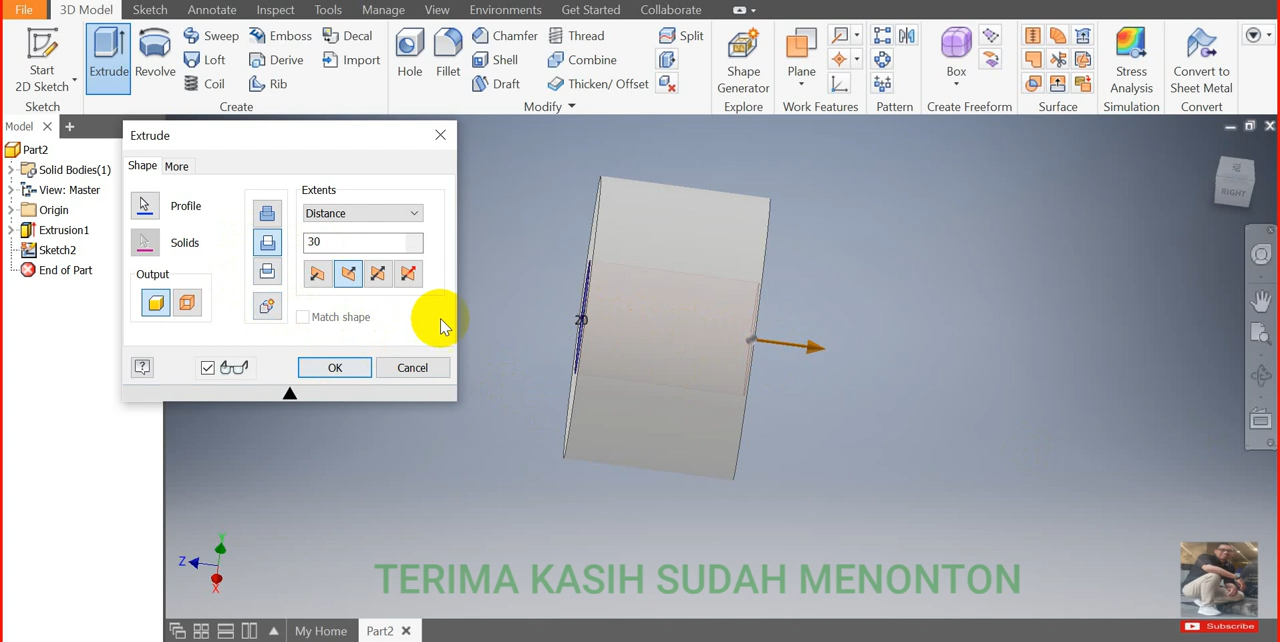 File 3D Model Sketch Annotate Inspect Tools Manage View Environments Get Started Collaborate
Start
2D Sketch
Extrude
Revolve
Sweep
Loft
Coil
Emboss
Derive
Rib
Decal
Import
Hole
Fillet
Chamfer
Shell
Draft
Thread
Combine
Thicken/ Offset
Split
Shape
Generator
Plane
Box
Stress
Analysis
Convert to
Sheet Metal
Sketch Create Modify Explore Work Features Pattern Create Freeform Surface Simulation Convert
Model
Part2
Solid Bodies(1)
View: Master
Origin
Extrusion1
Sketch2
End of Part
Extrude
Shape More
Profile
Solids
Output
Extents
Distance
30
Match shape
OK Cancel
20
RIGHT
Y
Z
X
TERIMA KASIH SUDAH MENONTON
Subscribe
My Home Part2